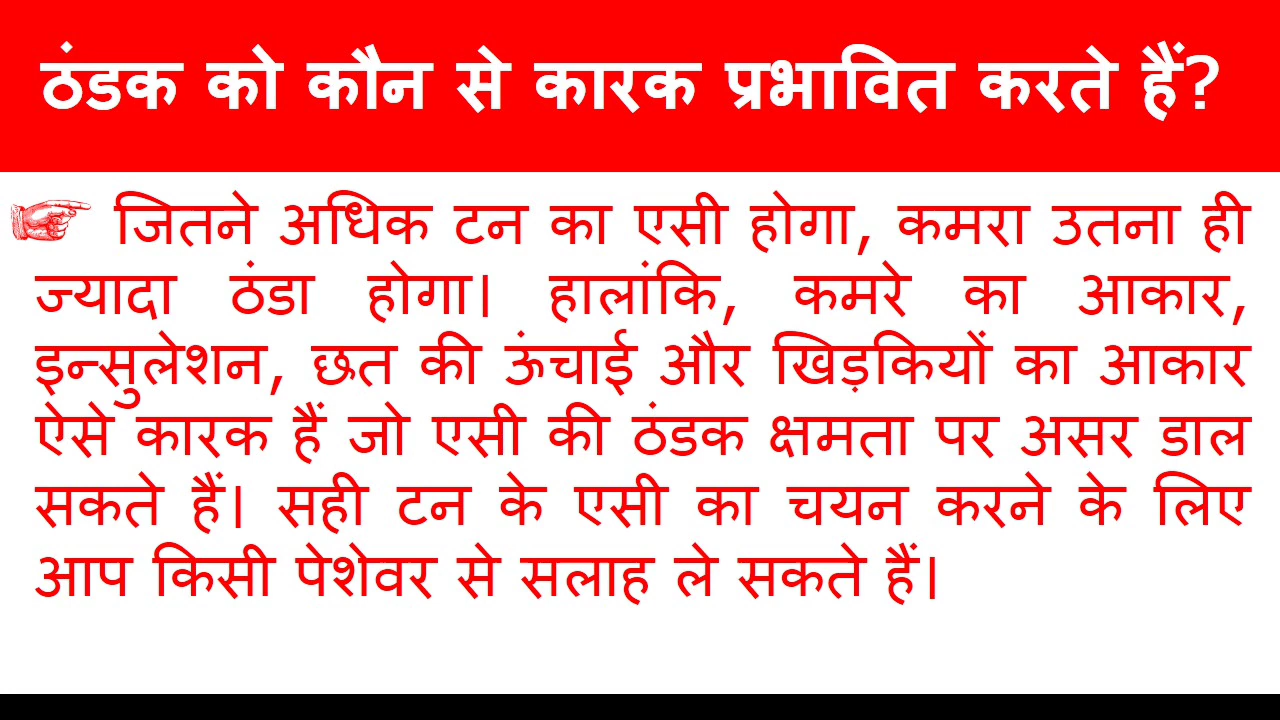 ठंडक को कौन से कारक प्रभावित करते हैं?
☞ जितने अधिक टन का एसी होगा, कमरा उतना ही
ज्यादा ठंडा होगा। हालांकि, कमरे का आकार,
इन्सुलेशन, छत की ऊंचाई और खिड़कियों का आकार
ऐसे कारक हैं जो एसी की ठंडक क्षमता पर असर डाल
सकते हैं। सही टन के एसी का चयन करने के लिए
आप किसी पेशेवर से सलाह ले सकते हैं।